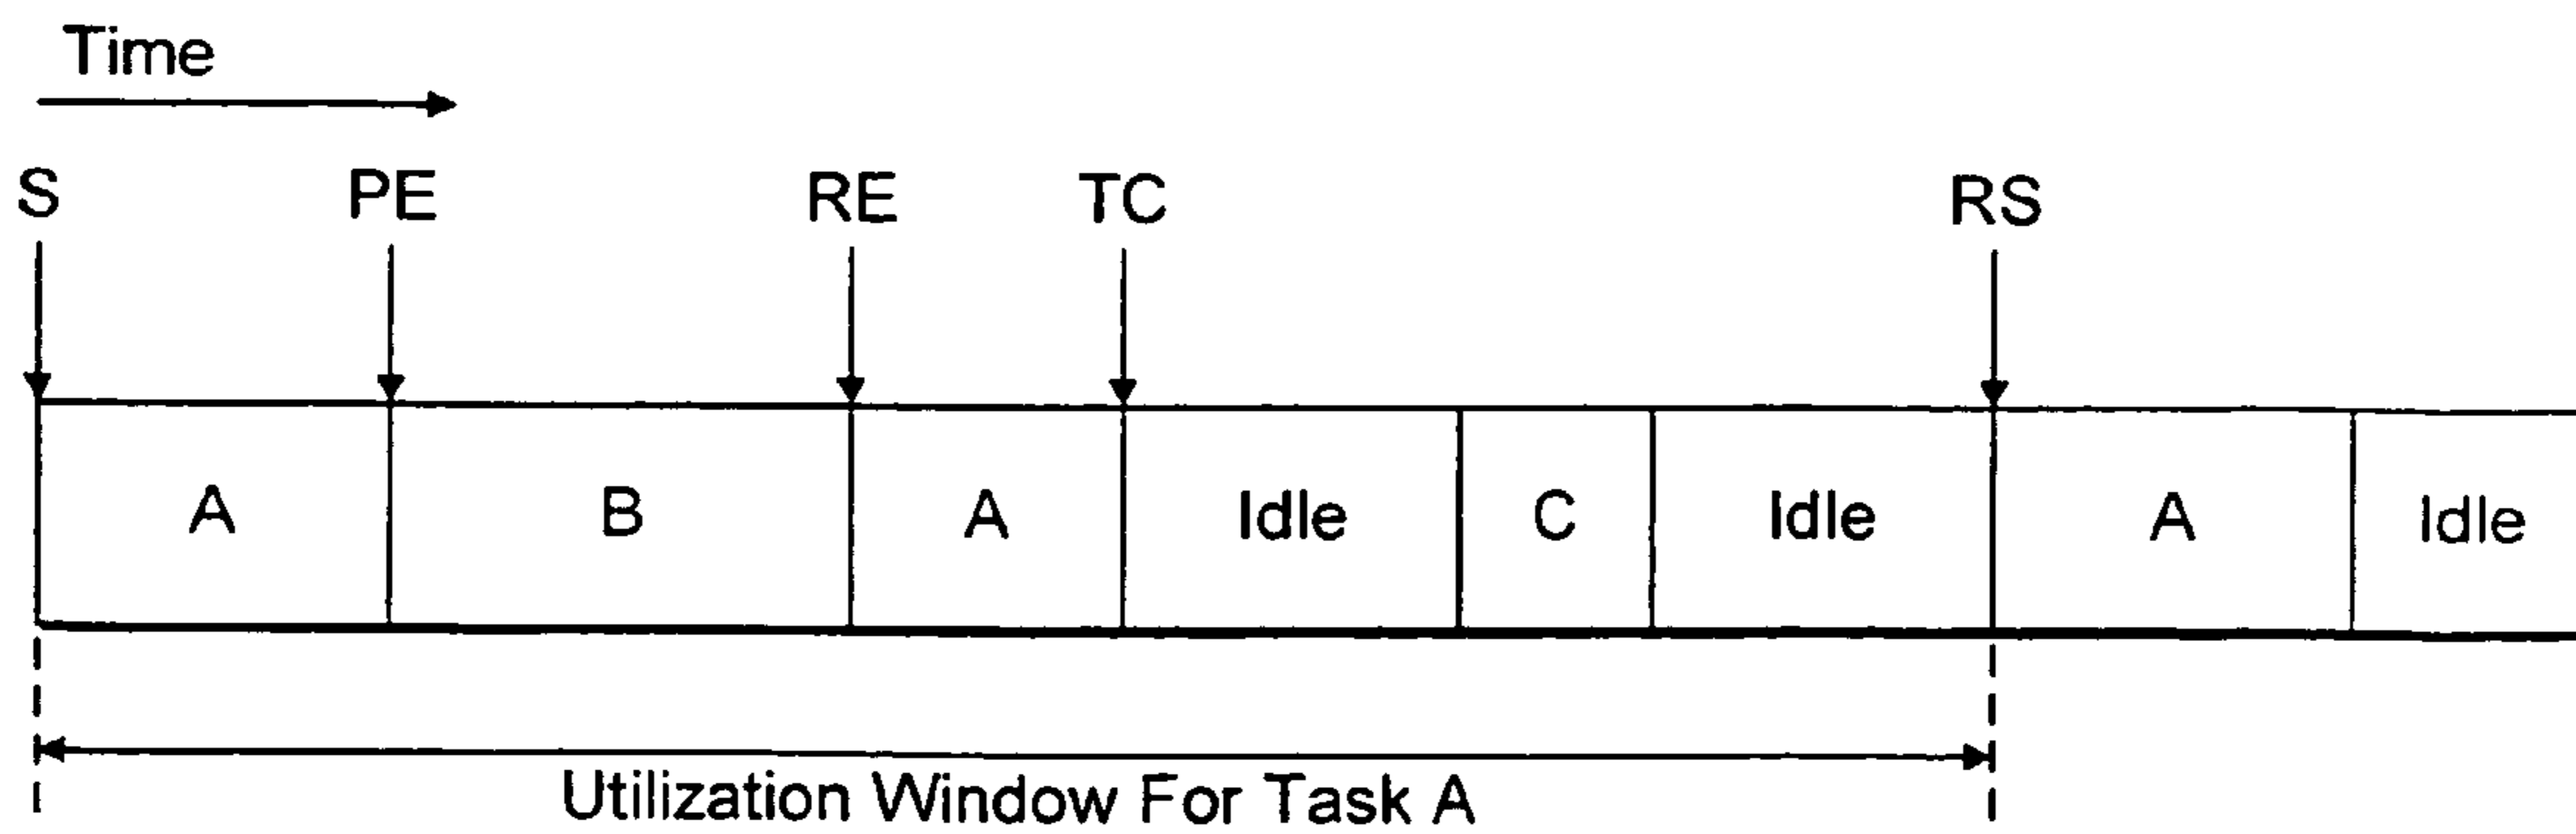 Time
S PE RE TC RS
A B A Idle C Idle A Idle
Utilization Window For Task A